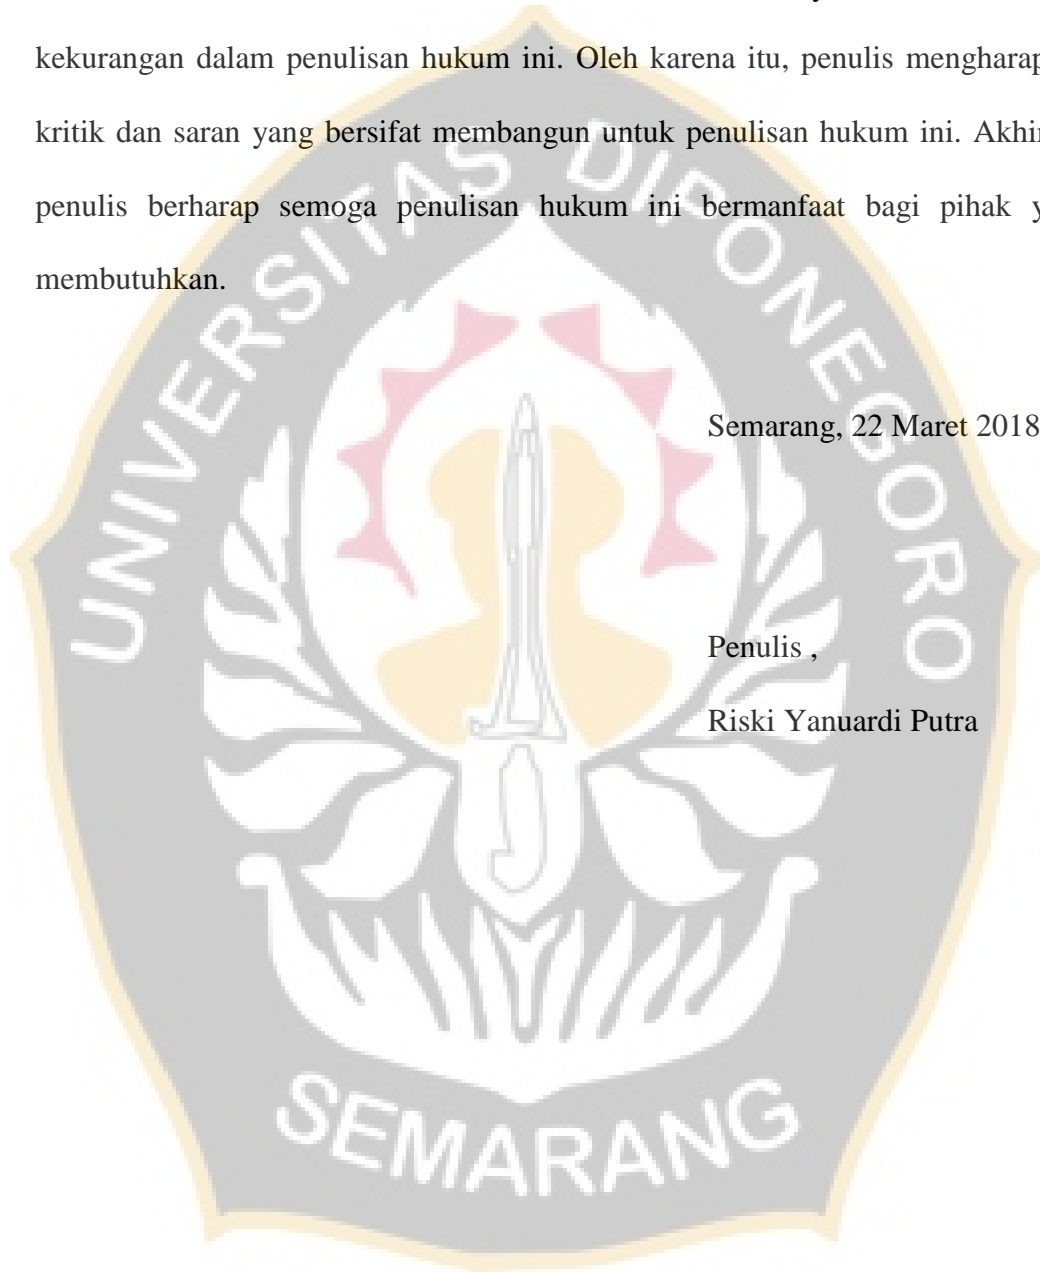 kekurangan dalam penulisan hukum ini. Oleh karena itu, penulis mengharap
kritik dan saran yang bersifat membangun untuk penulisan hukum ini. Akhir
penulis berharap semoga penulisan hukum ini bermanfaat bagi pihak y
membutuhkan.
Semarang, 22 Maret 2018
Penulis ,
Riski Yanuardi Putra
UNIVERSITAS DIPONEGORO
SEMARANG